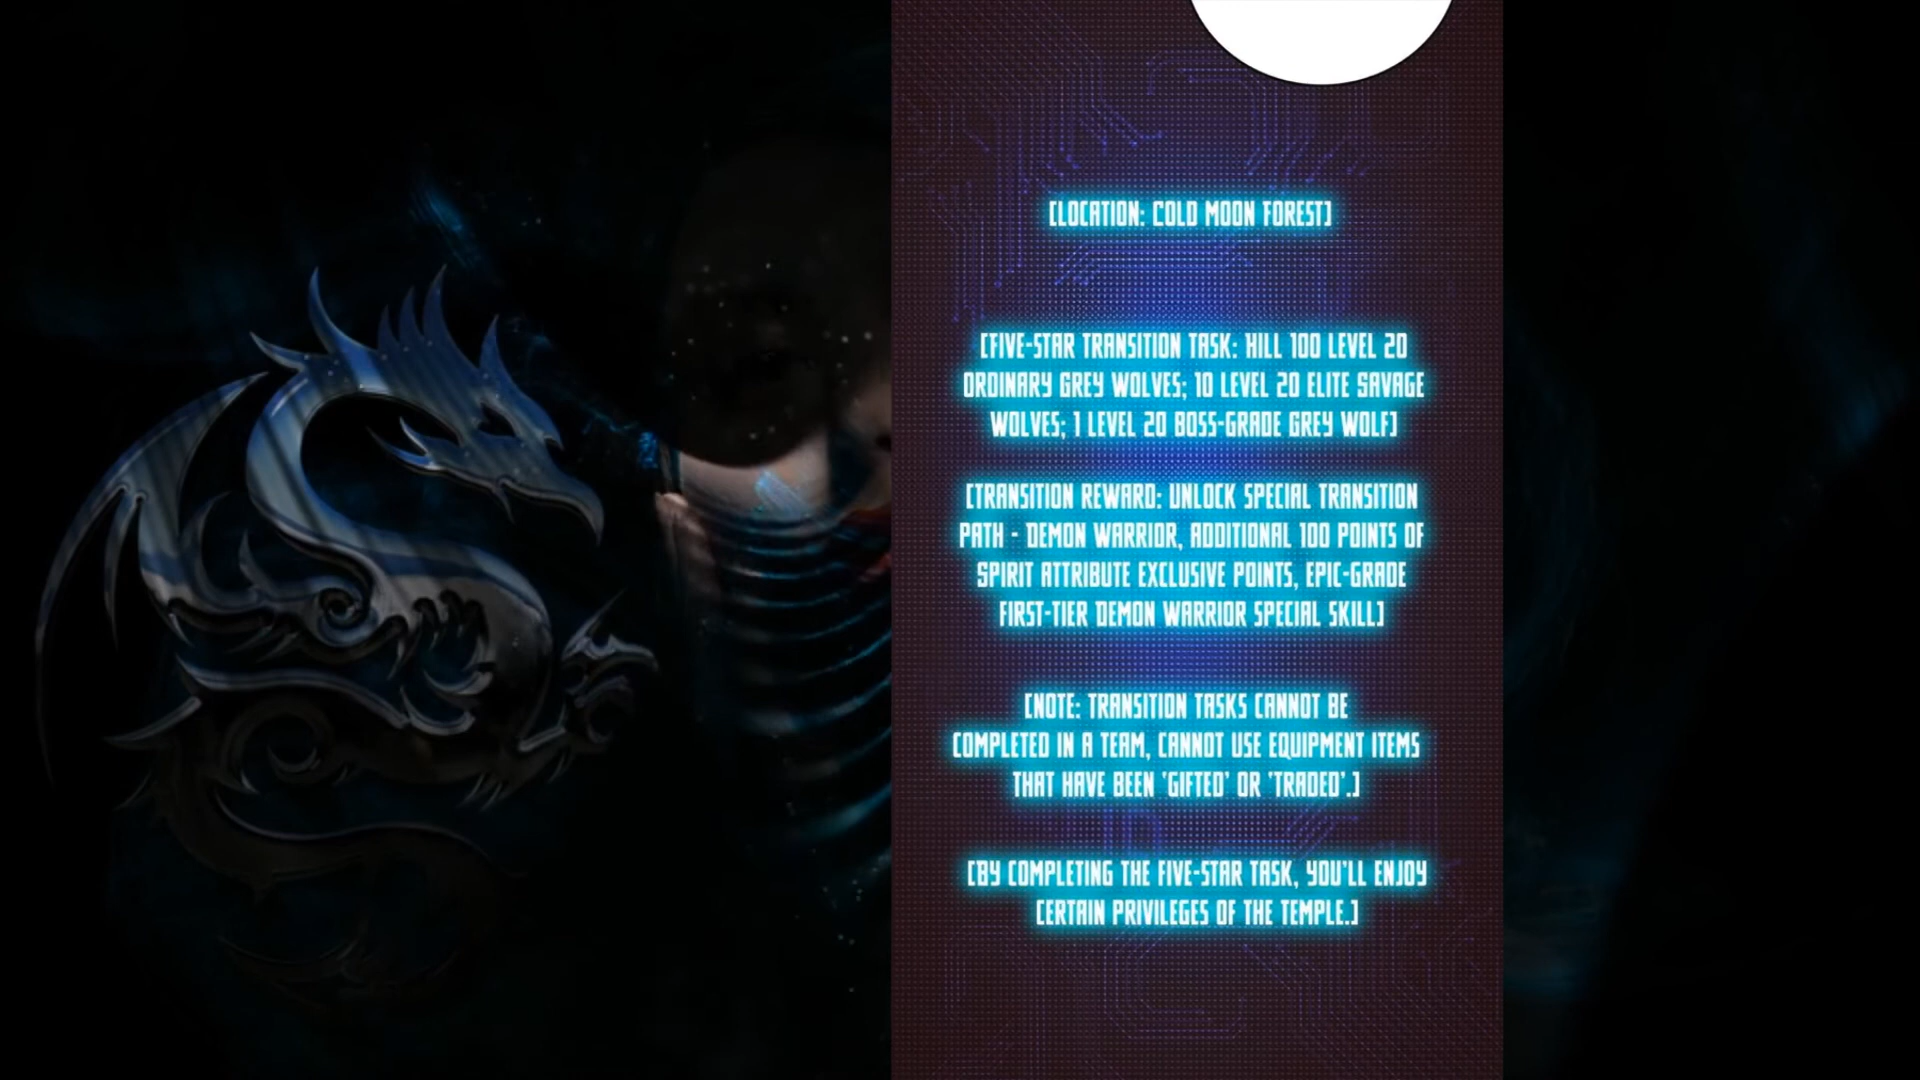 [LOCATION: COLD MOON FOREST]
[FIVE-STAR TRANSITION TASK: HILL 100 LEVEL 20
ORDINARY GREY WOLVES; 10 LEVEL 20 ELITE SAVAGE
WOLVES; 1 LEVEL 20 BOSS-GRADE GREY WOLF]
[TRANSITION REWARD: UNLOCK SPECIAL TRANSITION
PATH - DEMON WARRIOR, ADDITIONAL 100 POINTS OF
SPIRIT ATTRIBUTE EXCLUSIVE POINTS, EPIC-GRADE
FIRST-TIER DEMON WARRIOR SPECIAL SKILL]
[NOTE: TRANSITION TASKS CANNOT BE
COMPLETED IN A TEAM, CANNOT USE EQUIPMENT ITEMS
THAT HAVE BEEN 'GIFTED' OR 'TRADED'.]
[BY COMPLETING THE FIVE-STAR TASK, YOU'LL ENJOY
CERTAIN PRIVILEGES OF THE TEMPLE.]